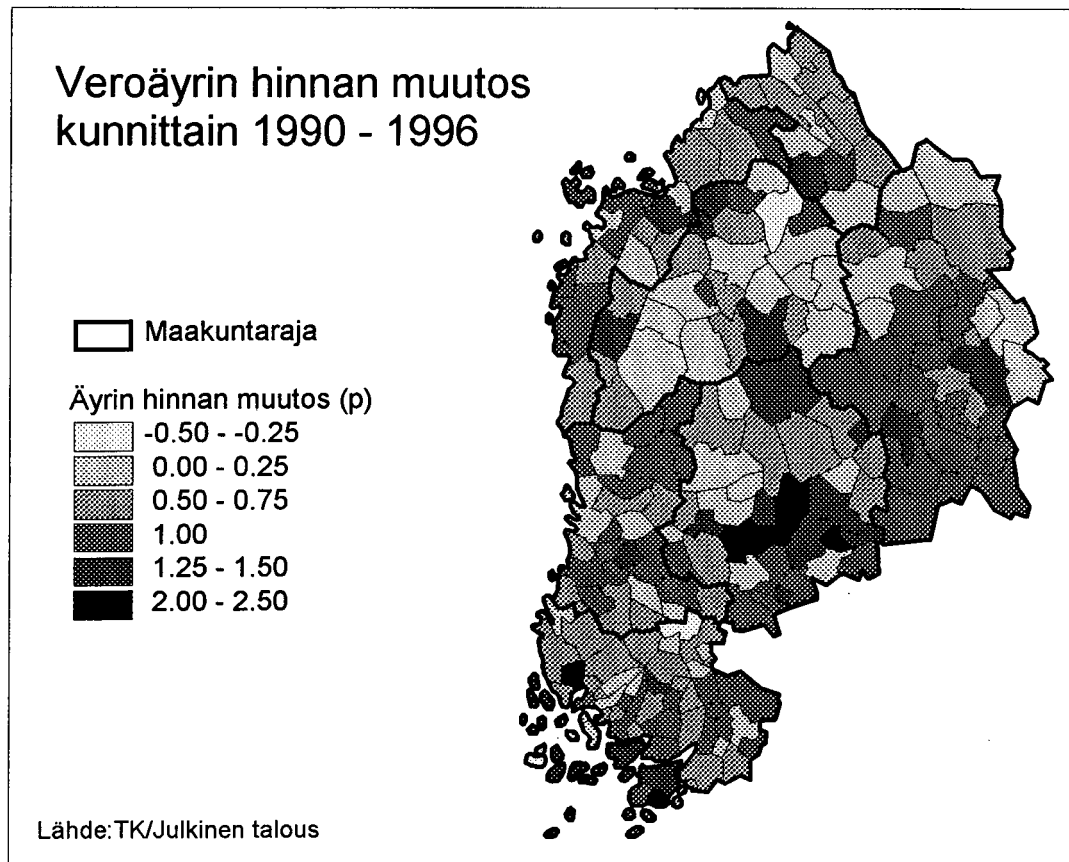 Veroäyrin hinnan muutos
kunnittain 1990 - 1996
Maakuntaraja
Äyrin hinnan muutos (p)
-0.50 - -0.25
0.00 - 0.25
0.50 - 0.75
1.00
1.25 - 1.50
2.00 - 2.50
Lähde:TK/Julkinen talous